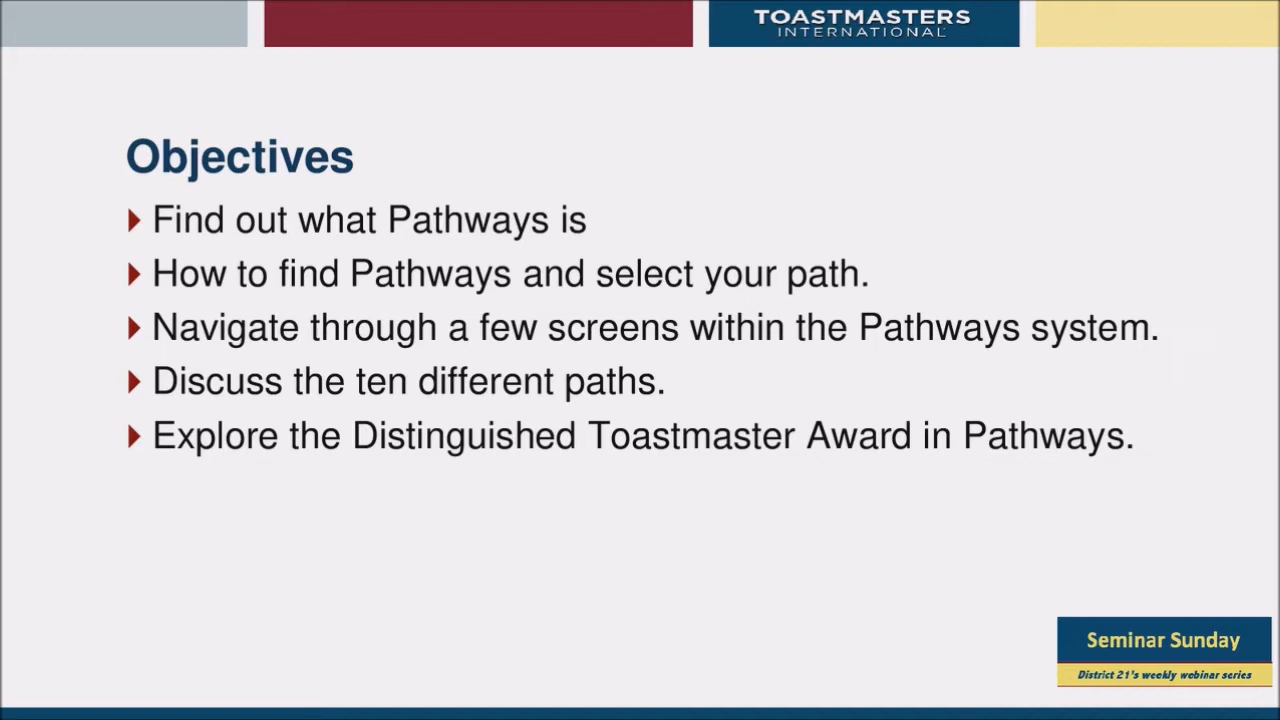 TOASTMASTERS
INTERNATIONAL
Objectives
Find out what Pathways is
How to find Pathways and select your path.
Navigate through a few screens within the Pathways system.
Discuss the ten different paths.
Explore the Distinguished Toastmaster Award in Pathways.
Seminar Sunday
District 21's weekly webinar series